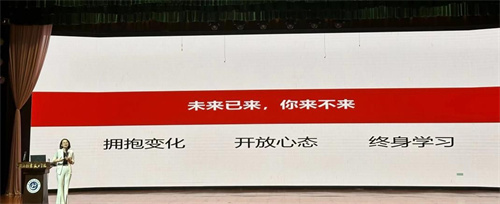 未来已来，你来不来
拥抱变化 开放心态 终身学习